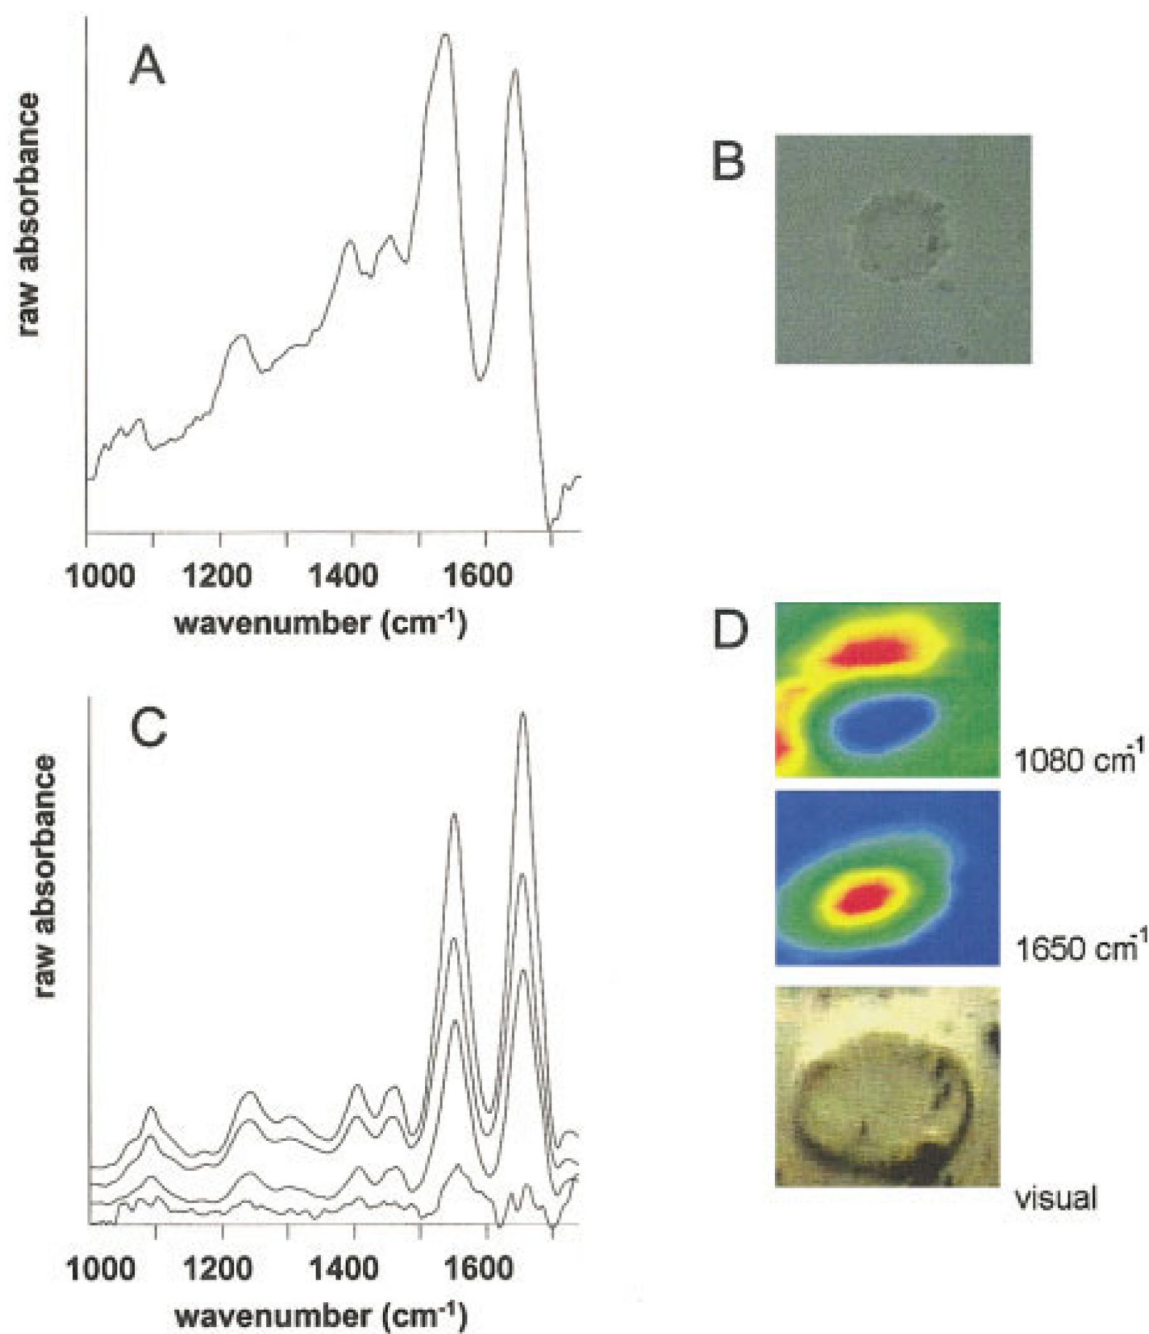 A
raw absorbance
1000 1200 1400 1600
wavenumber (cm-1)
B
C
raw absorbance
1000 1200 1400 1600
wavenumber (cm-1)
D
1080 cm-1
1650 cm-1
visual